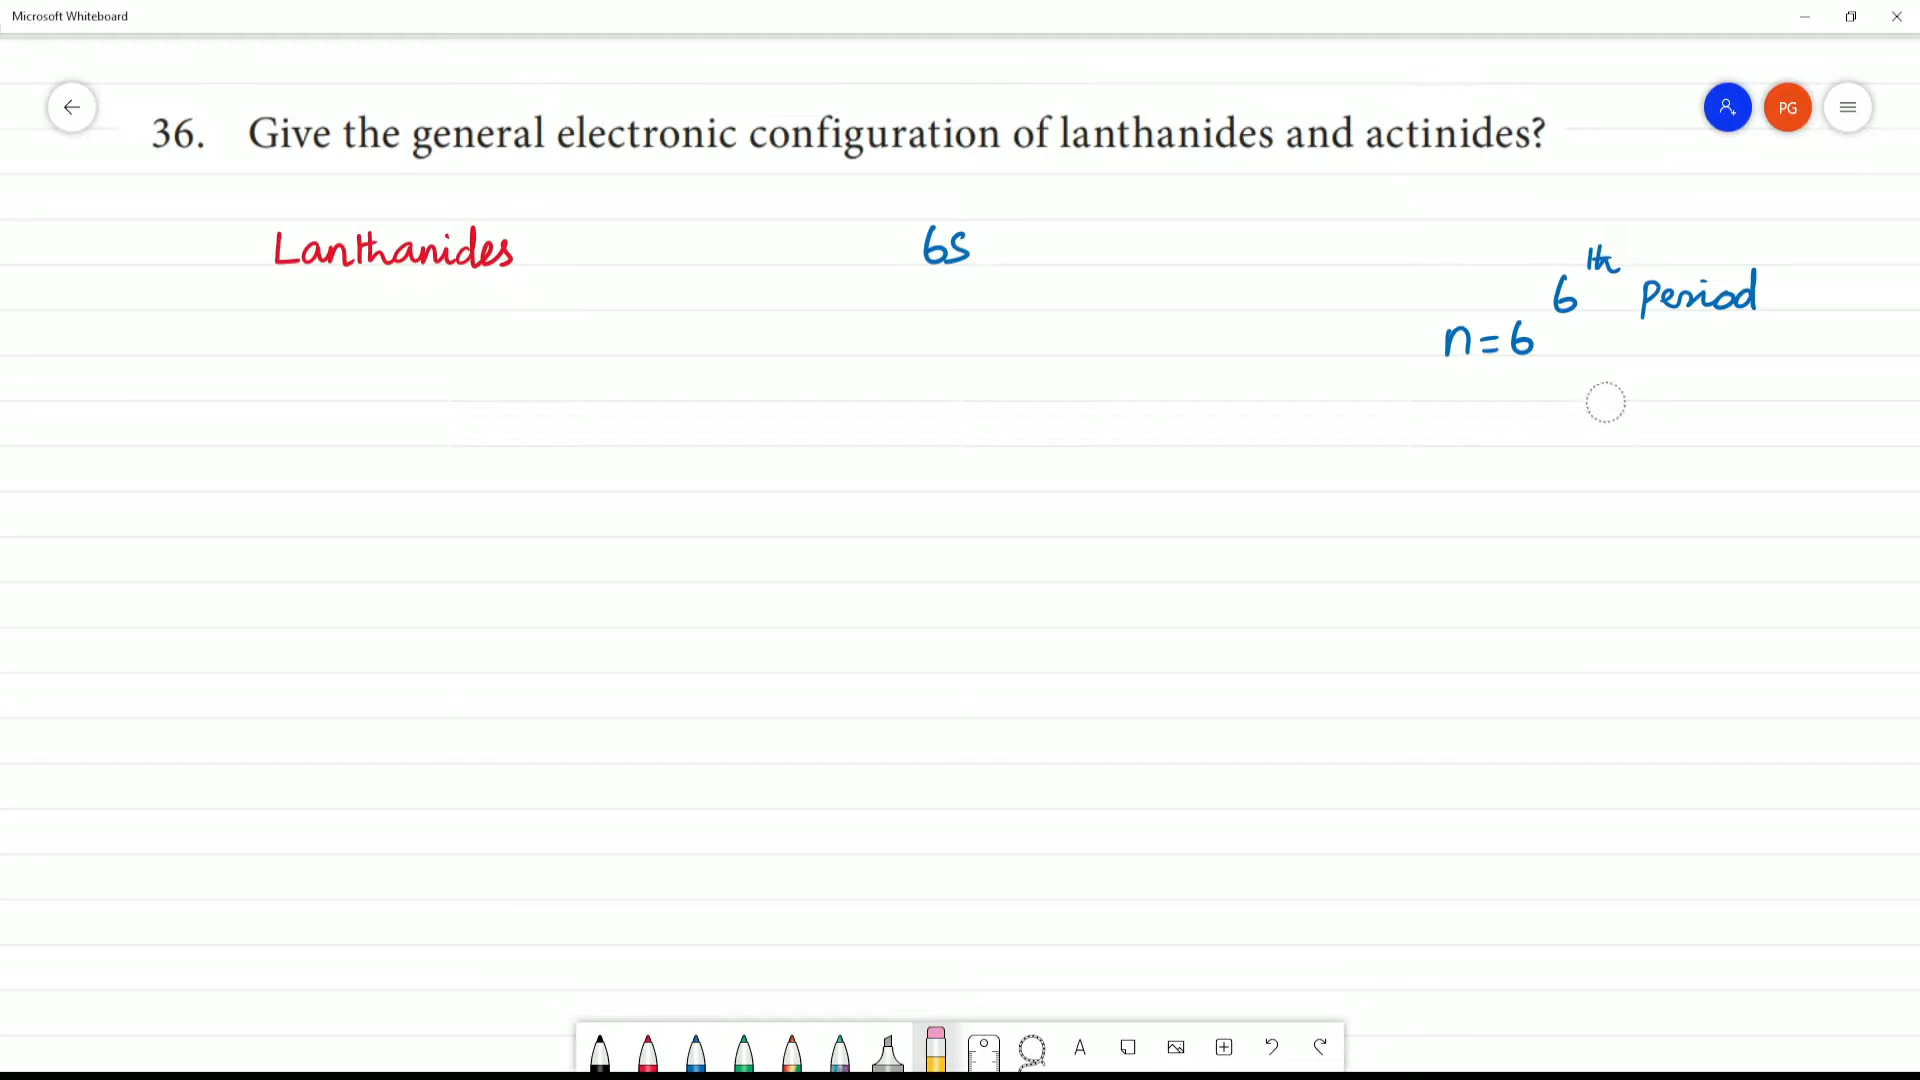 Microsoft Whiteboard
PG
36. Give the general electronic configuration of lanthanides and actinides?
Lanthanides 6s
6th Period
n=6
A